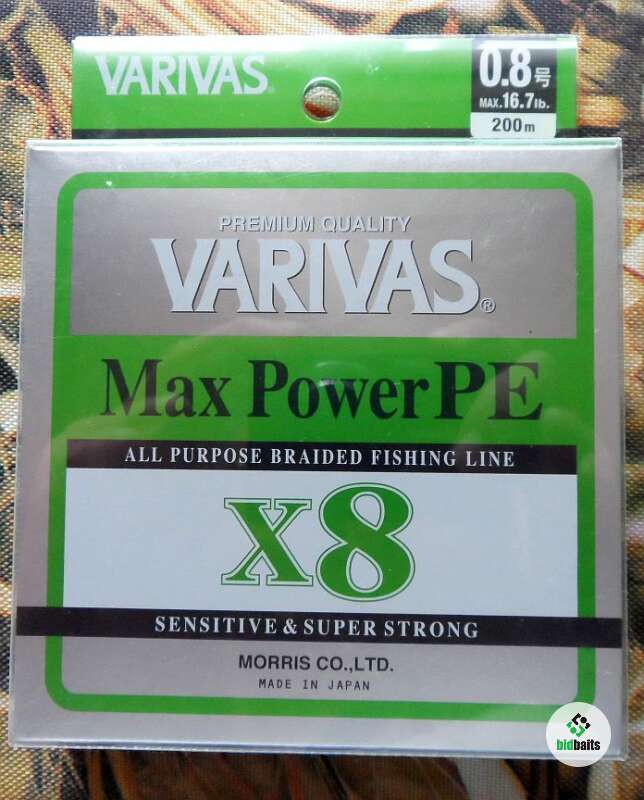 VARIVAS
0.8号
MAX.16.7lb.
200m
PREMIUM QUALITY
VARIVAS®
Max Power PE
ALL PURPOSE BRAIDED FISHING LINE
X8
SENSITIVE & SUPER STRONG
MORRIS CO.,LTD.
MADE IN JAPAN
bidbaits